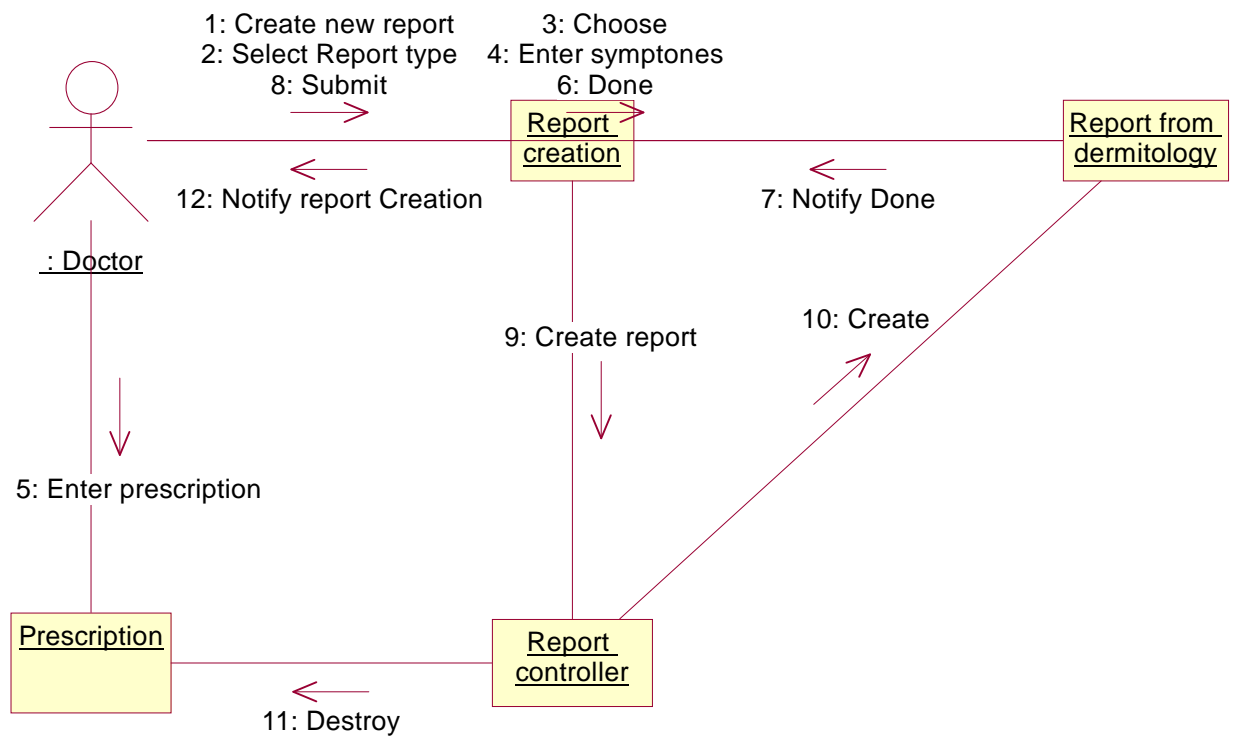 1: Create new report
2: Select Report type
8: Submit
3: Choose
4: Enter symptones
6: Done
Report
creation
Report from
dermitology
12: Notify report Creation
7: Notify Done
: Doctor
9: Create report
10: Create
5: Enter prescription
Prescription
Report
controller
11: Destroy